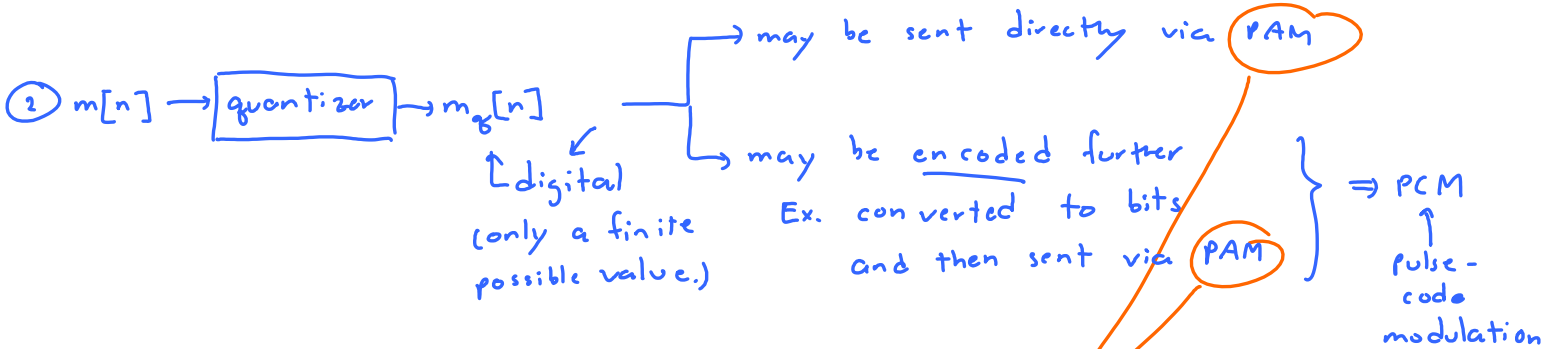 → may be sent directly via PAM
② m[n] → quantizer → m_q[n]
digital
(only a finite
possible value.)
→ may be encoded further
Ex. converted to bits
and then sent via PAM
⇒ PCM
pulse-
code
modulation